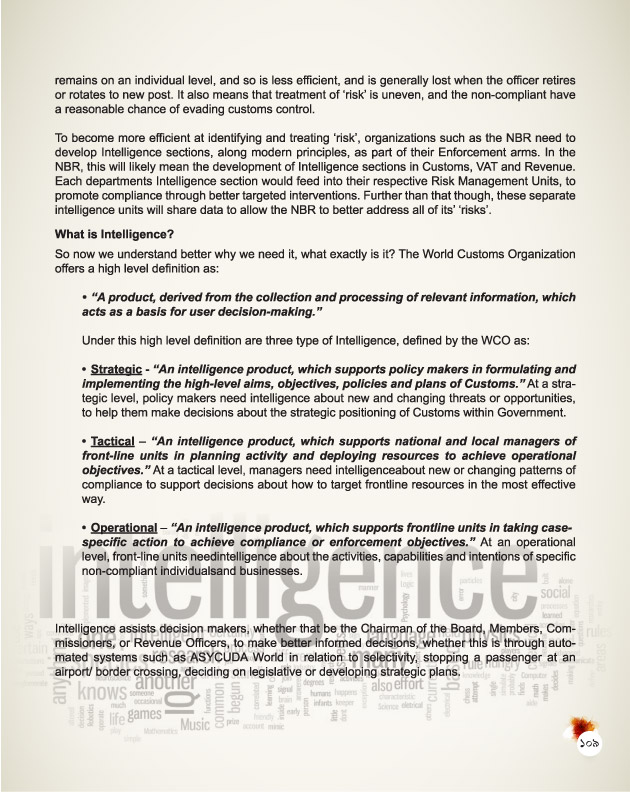 remains on an individual level, and so is less efficient, and is generally lost when the officer retires
or rotates to new post. It also means that treatment of ‘risk’ is uneven, and the non-compliant have
a reasonable chance of evading customs control.
To become more efficient at identifying and treating ‘risk’, organizations such as the NBR need to
develop Intelligence sections, along modern principles, as part of their Enforcement arms. In the
NBR, this will likely mean the development of Intelligence sections in Customs, VAT and Revenue.
Each departments Intelligence section would feed into their respective Risk Management Units, to
promote compliance through better targeted interventions. Further than that though, these separate
intelligence units will share data to allow the NBR to better address all of its’ ‘risks’.
What is Intelligence?
So now we understand better why we need it, what exactly is it? The World Customs Organization
offers a high level definition as:
• “A product, derived from the collection and processing of relevant information, which
acts as a basis for user decision-making.”
Under this high level definition are three type of Intelligence, defined by the WCO as:
• Strategic - “An intelligence product, which supports policy makers in formulating and
implementing the high-level aims, objectives, policies and plans of Customs.” At a stra-
tegic level, policy makers need intelligence about new and changing threats or opportunities,
to help them make decisions about the strategic positioning of Customs within Government.
• Tactical – “An intelligence product, which supports national and local managers of
front-line units in planning activity and deploying resources to achieve operational
objectives.” At a tactical level, managers need intelligenceabout new or changing patterns of
compliance to support decisions about how to target frontline resources in the most effective
way.
• Operational – “An intelligence product, which supports frontline units in taking case-
specific action to achieve compliance or enforcement objectives.” At an operational
level, front-line units needintelligence about the activities, capabilities and intentions of specific
non-compliant individualsand businesses.
intelligence
Intelligence assists decision makers, whether that be the Chairman of the Board, Members, Com-
missioners, or Revenue Officers, to make better informed decisions, whether this is through auto-
mated systems such as ASYCUDA World in relation to selectivity, stopping a passenger at an
airport/ border crossing, deciding on legislative or developing strategic plans.
social
knows
another
IQ
also effort
life
games
Music
common
begun
১০৯